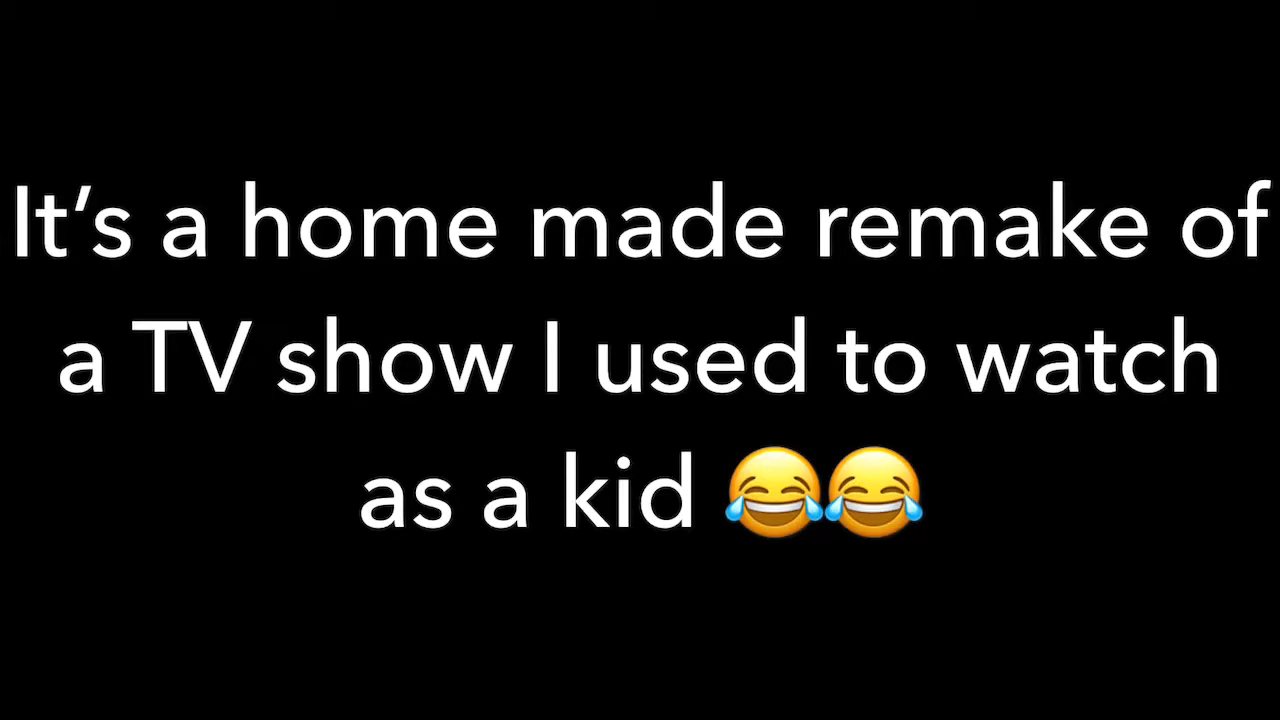 It’s a home made remake of
a TV show I used to watch
as a kid 😂😂